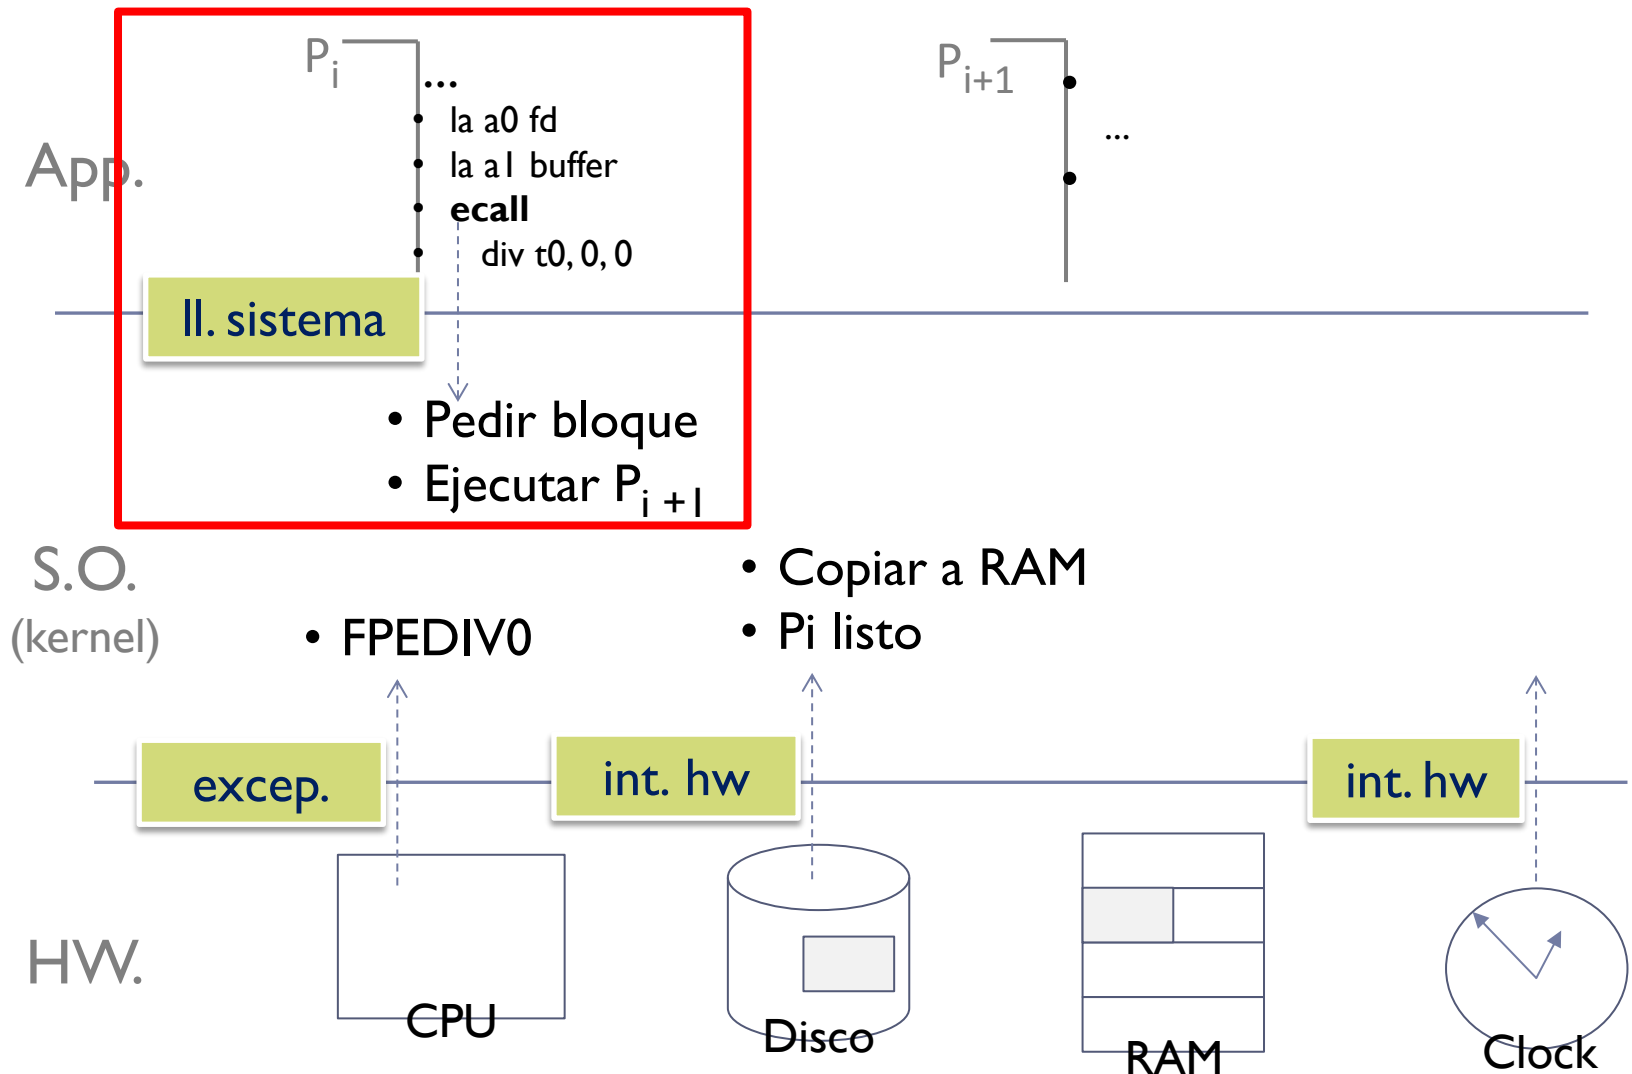 Pi
...
la a0 fd
la a1 buffer
ecall
div t0, 0, 0
Pi+1
...
App.
ll. sistema
• Pedir bloque
• Ejecutar Pi +1
S.O.
(kernel)
• FPEDIV0
• Copiar a RAM
• Pi listo
excep.
int. hw
int. hw
HW.
CPU
Disco
RAM
Clock